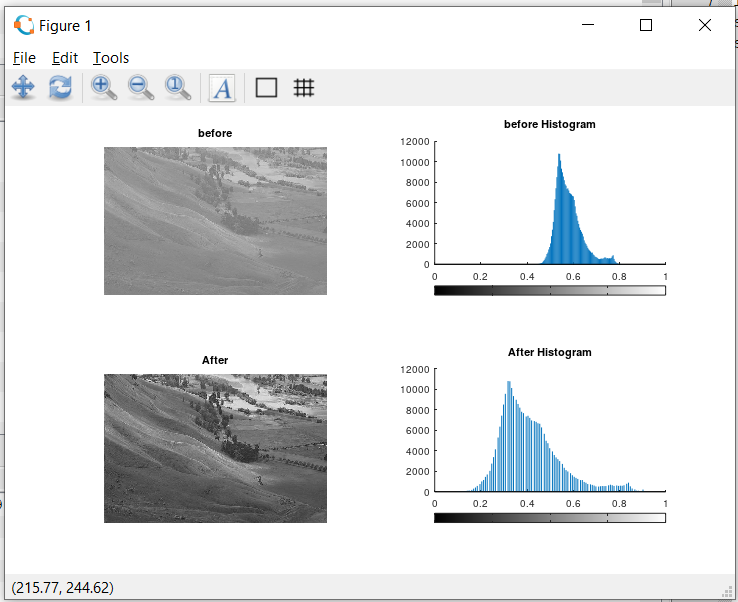 Figure 1
File Edit Tools
A
before
before Histogram
12000
10000
8000
6000
4000
2000
0
0 0.2 0.4 0.6 0.8 1
After
After Histogram
12000
10000
8000
6000
4000
2000
0
0 0.2 0.4 0.6 0.8 1
(215.77, 244.62)